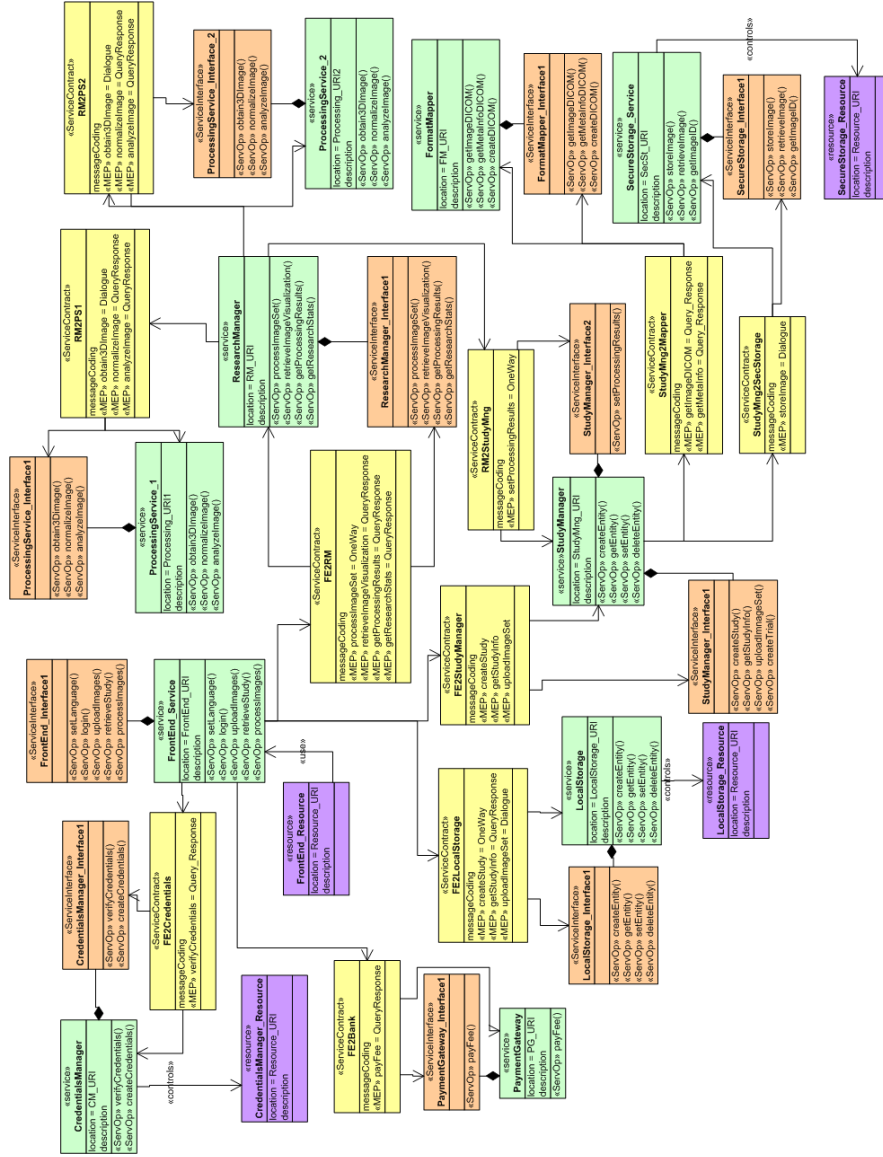 «service»
CredentialsManager
location = CM_URI
description
«ServOp» verifyCredentials()
«ServOp» createCredentials()
«ServiceInterface»
CredentialsManager_Interface1
«ServOp» verifyCredentials()
«ServOp» createCredentials()
«controls»
«resource»
CredentialsManager_Resource
location = Resource_URI
description
«ServiceContract»
FE2Credentials
messageCoding
«MEP» verifyCredentials = Query_Response
«ServiceInterface»
FrontEnd_Interface1
«ServOp» setLanguage()
«ServOp» login()
«ServOp» uploadImages()
«ServOp» retrieveStudy()
«ServOp» processImages()
«service»
FrontEnd_Service
location = FrontEnd_URI
description
«ServOp» setLanguage()
«ServOp» login()
«ServOp» uploadImages()
«ServOp» retrieveStudy()
«ServOp» processImages()
«use»
«resource»
FrontEnd_Resource
location = Resource_URI
description
«ServiceInterface»
ProcessingService_Interface1
«ServOp» obtain3DImage()
«ServOp» normalizeImage()
«ServOp» analyzeImage()
«service»
ProcessingService_1
location = Processing_URI1
description
«ServOp» obtain3DImage()
«ServOp» normalizeImage()
«ServOp» analyzeImage()
«ServiceContract»
RM2PS1
messageCoding
«MEP» obtain3DImage = Dialogue
«MEP» normalizeImage = QueryResponse
«MEP» analyzeImage = QueryResponse
«ServiceContract»
RM2PS2
messageCoding
«MEP» obtain3DImage = Dialogue
«MEP» normalizeImage = QueryResponse
«MEP» analyzeImage = QueryResponse
«ServiceInterface»
ProcessingService_Interface_2
«ServOp» obtain3DImage()
«ServOp» normalizeImage()
«ServOp» analyzeImage()
«service»
ProcessingService_2
location = Processing_URI2
description
«ServOp» obtain3DImage()
«ServOp» normalizeImage()
«ServOp» analyzeImage()
«service»
ResearchManager
location = RM_URI
description
«ServOp» processImageSet()
«ServOp» retrieveImageVisualization()
«ServOp» getProcessingResults()
«ServOp» getResearchStats()
«ServiceInterface»
ResearchManager_Interface1
«ServOp» processImageSet()
«ServOp» retrieveImageVisualization()
«ServOp» getProcessingResults()
«ServOp» getResearchStats()
«ServiceContract»
FE2RM
messageCoding
«MEP» processImageSet = OneWay
«MEP» retrieveImageVisualization = QueryResponse
«MEP» getProcessingResults = QueryResponse
«MEP» getResearchStats = QueryResponse
«service»
FormatMapper
location = FM_URI
description
«ServOp» getImageDICOM()
«ServOp» getMetaInfoDICOM()
«ServOp» createDICOM()
«ServiceInterface»
FormatMapper_Interface1
«ServOp» getImageDICOM()
«ServOp» getMetaInfoDICOM()
«ServOp» createDICOM()
«ServiceContract»
FE2Bank
messageCoding
«MEP» payFee = QueryResponse
«ServiceInterface»
PaymentGateway_Interface1
«ServOp» payFee()
«service»
PaymentGateway
location = PG_URI
description
«ServOp» payFee()
«ServiceContract»
FE2LocalStorage
messageCoding
«MEP» createStudy = OneWay
«MEP» getStudyInfo = QueryResponse
«MEP» uploadImageSet = Dialogue
«ServiceInterface»
LocalStorage_Interface1
«ServOp» createEntity()
«ServOp» getEntity()
«ServOp» setEntity()
«ServOp» deleteEntity()
«service»
LocalStorage
location = LocalStorage_URI
description
«ServOp» createEntity()
«ServOp» getEntity()
«ServOp» setEntity()
«ServOp» deleteEntity()
«controls»
«resource»
LocalStorage_Resource
location = Resource_URI
description
«ServiceContract»
FE2StudyManager
messageCoding
«MEP» createStudy
«MEP» getStudyInfo
«MEP» uploadImageSet
«ServiceContract»
RM2StudyMng
messageCoding
«MEP» setProcessingResults = OneWay
«service»StudyManager
location = StudyMng_URI
description
«ServOp» createEntity()
«ServOp» getEntity()
«ServOp» setEntity()
«ServOp» deleteEntity()
«ServiceInterface»
StudyManager_Interface2
«ServOp» setProcessingResults()
«ServiceInterface»
StudyManager_Interface1
«ServOp» createStudy()
«ServOp» getStudyInfo()
«ServOp» uploadImageSet()
«ServOp» createTrial()
«ServiceContract»
StudyMng2Mapper
messageCoding
«MEP» getImageDICOM = Query_Response
«MEP» getMetaInfo = Query_Response
«ServiceContract»
StudyMng2SecStorage
messageCoding
«MEP» storeImage = Dialogue
«service»
SecureStorage_Service
location = SecSt_URI
description
«ServOp» storeImage()
«ServOp» retrieveImage()
«ServOp» getImageID()
«ServiceInterface»
SecureStorage_Interface1
«ServOp» storeImage()
«ServOp» retrieveImage()
«ServOp» getImageID()
«controls»
«resource»
SecureStorage_Resource
location = Resource_URI
description